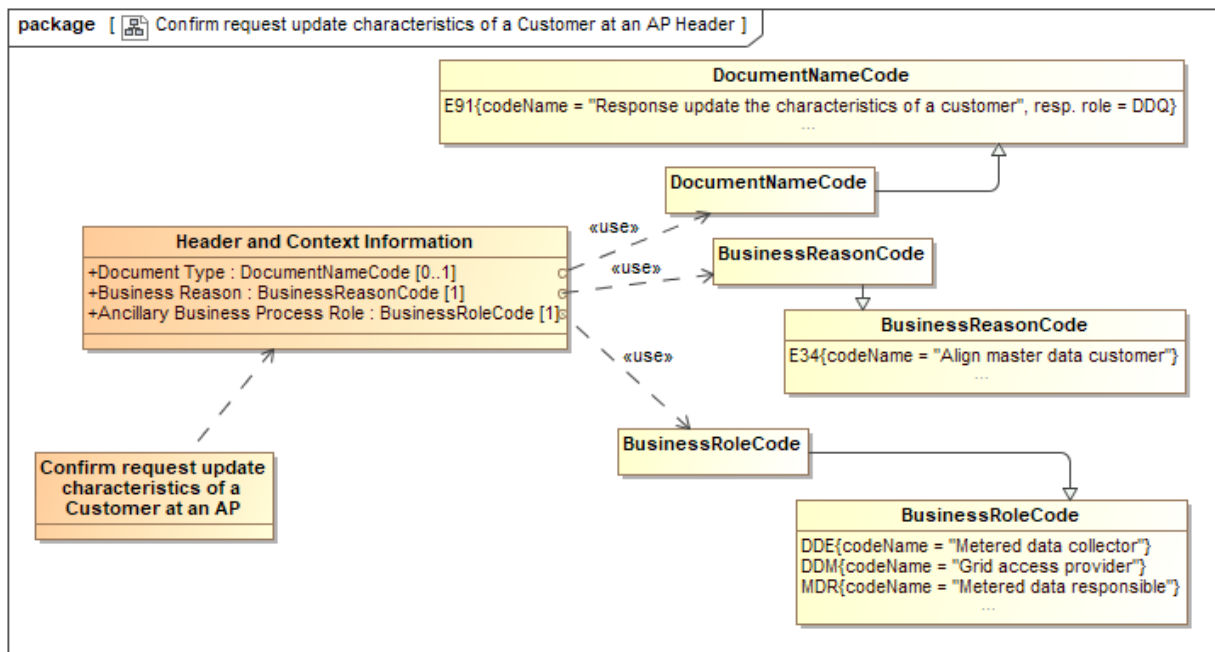 package [ Confirm request update characteristics of a Customer at an AP Header ]
DocumentNameCode
E91{codeName = "Response update the characteristics of a customer", resp. role = DDQ}
...
DocumentNameCode
«use»
Header and Context Information
+Document Type : DocumentNameCode [0..1]
+Business Reason : BusinessReasonCode [1]
+Ancillary Business Process Role : BusinessRoleCode [1]
«use»
BusinessReasonCode
BusinessReasonCode
E34{codeName = "Align master data customer"}
...
«use»
BusinessRoleCode
Confirm request update
characteristics of a
Customer at an AP
BusinessRoleCode
DDE{codeName = "Metered data collector"}
DDM{codeName = "Grid access provider"}
MDR{codeName = "Metered data responsible"}
...